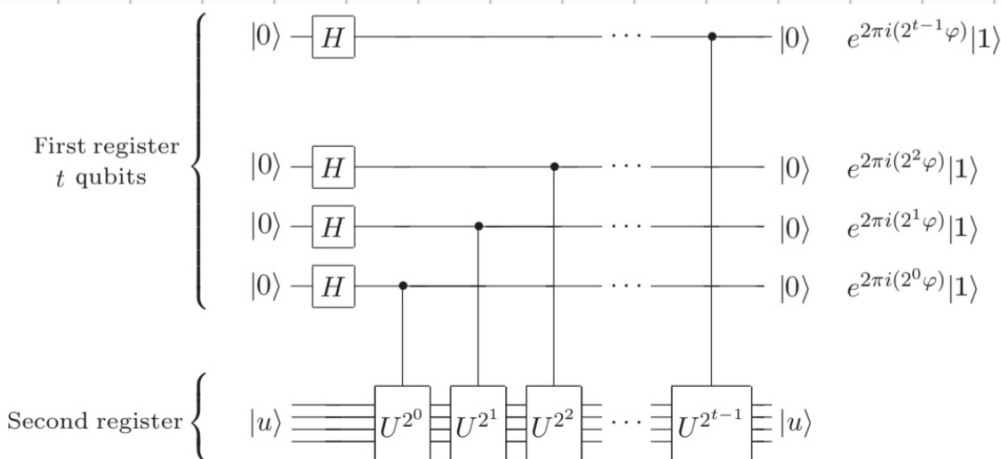 |0⟩ H ··· |0⟩ e^{2πi(2^{t−1}φ)}|1⟩
First register
t qubits
|0⟩ H ··· |0⟩ e^{2πi(2^2φ)}|1⟩
|0⟩ H ··· |0⟩ e^{2πi(2^1φ)}|1⟩
|0⟩ H ··· |0⟩ e^{2πi(2^0φ)}|1⟩
Second register |u⟩ U^{2^0} U^{2^1} U^{2^2} ··· U^{2^{t−1}} |u⟩